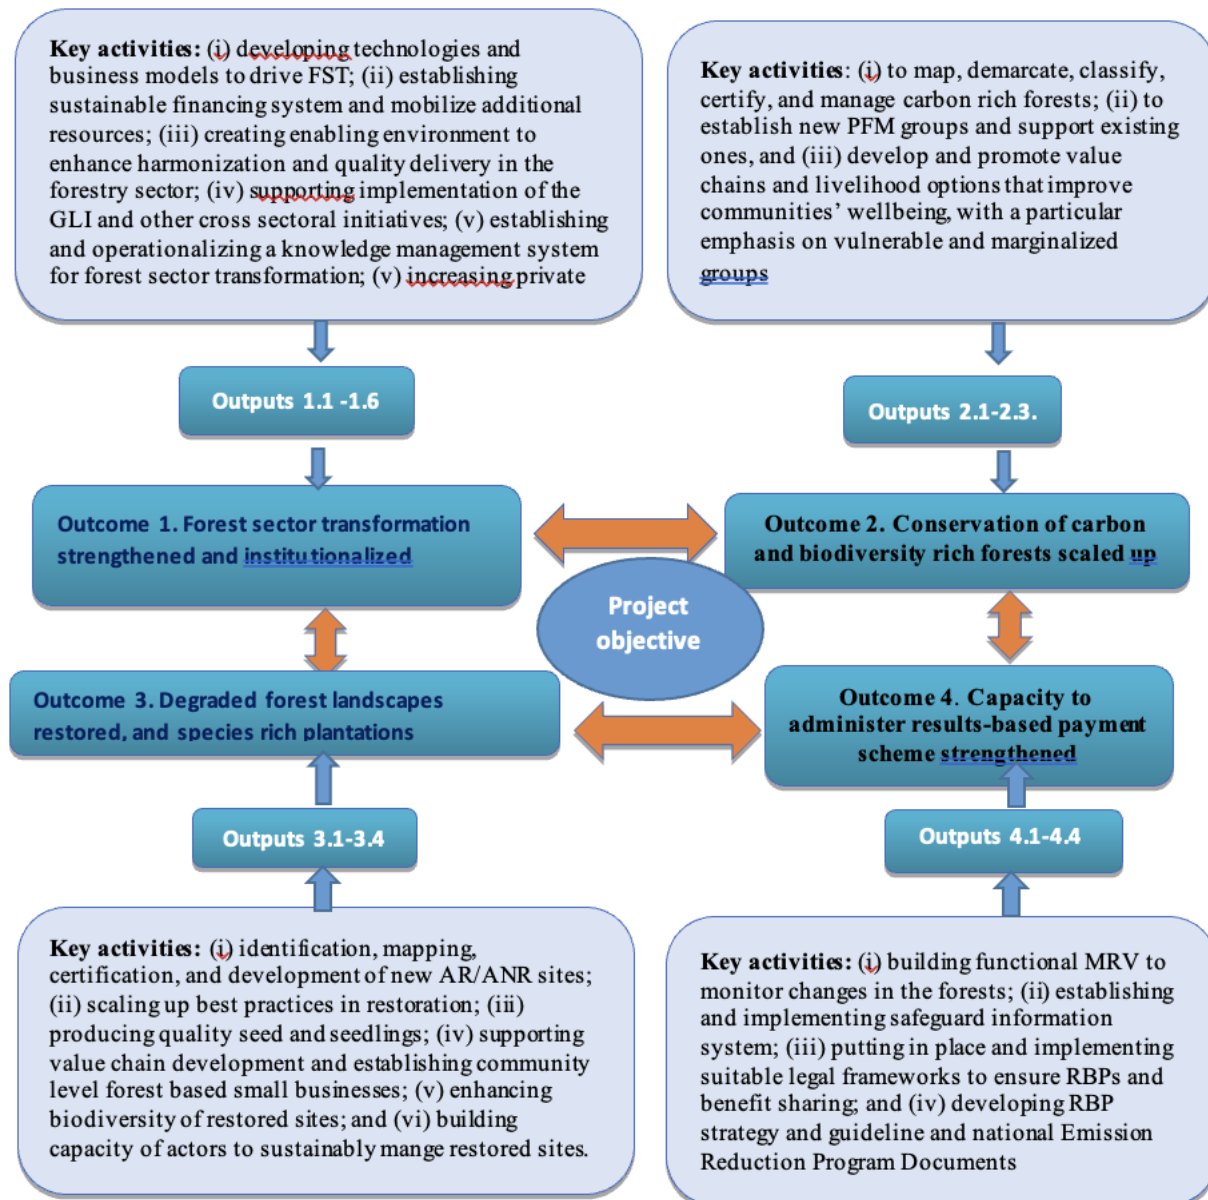 Key activities: (i) developing technologies and
business models to drive FST; (ii) establishing
sustainable financing system and mobilize additional
resources; (iii) creating enabling environment to
enhance harmonization and quality delivery in the
forestry sector; (iv) supporting implementation of the
GLI and other cross sectoral initiatives; (v) establishing
and operationalizing a knowledge management system
for forest sector transformation; (v) increasing private
Key activities: (i) to map, demarcate, classify,
certify, and manage carbon rich forests; (ii) to
establish new PFM groups and support existing
ones, and (iii) develop and promote value
chains and livelihood options that improve
communities' wellbeing, with a particular
emphasis on vulnerable and marginalized
groups
Outputs 1.1 -1.6
Outputs 2.1-2.3.
Outcome 1. Forest sector transformation
strengthened and institutionalized
Outcome 2. Conservation of carbon
and biodiversity rich forests scaled up
Project
objective
Outcome 3. Degraded forest landscapes
restored, and species rich plantations
Outcome 4. Capacity to
administer results-based payment
scheme strengthened
Outputs 3.1-3.4
Outputs 4.1-4.4
Key activities: (i) identification, mapping,
certification, and development of new AR/ANR sites;
(ii) scaling up best practices in restoration; (iii)
producing quality seed and seedlings; (iv) supporting
value chain development and establishing community
level forest based small businesses; (v) enhancing
biodiversity of restored sites; and (vi) building
capacity of actors to sustainably mange restored sites.
Key activities: (i) building functional MRV to
monitor changes in the forests; (ii) establishing
and implementing safeguard information
system; (iii) putting in place and implementing
suitable legal frameworks to ensure RBPs and
benefit sharing; and (iv) developing RBP
strategy and guideline and national Emission
Reduction Program Documents